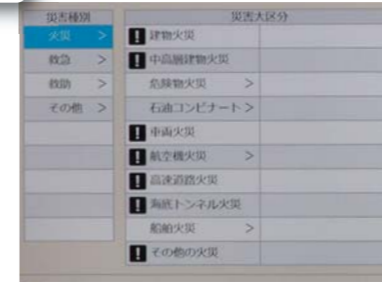 災害種別
火災 >
救急 >
救助 >
その他 >
災害大区分
! 建物火災
! 中高層建物火災
危険物火災 >
石油コンビナート >
! 車両火災
! 航空機火災 >
! 高速道路火災
! 海底トンネル火災
船舶火災 >
! その他の火災